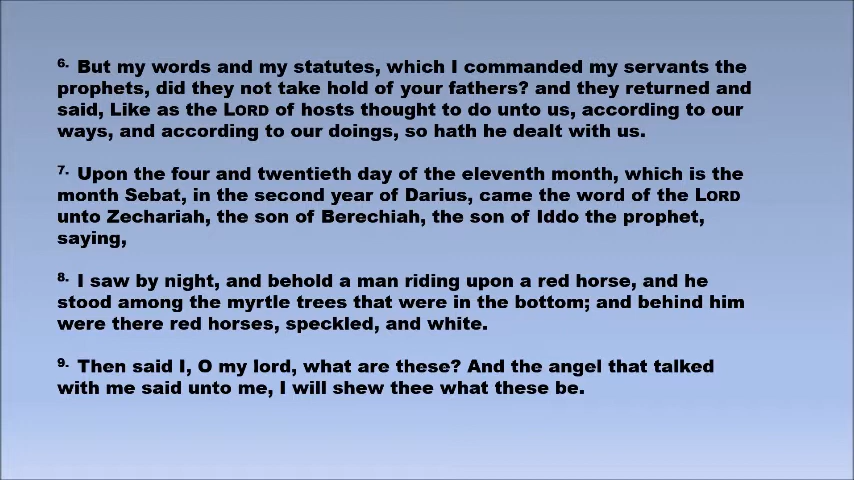 6. But my words and my statutes, which I commanded my servants the
prophets, did they not take hold of your fathers? and they returned and
said, Like as the LORD of hosts thought to do unto us, according to our
ways, and according to our doings, so hath he dealt with us.
7. Upon the four and twentieth day of the eleventh month, which is the
month Sebat, in the second year of Darius, came the word of the LORD
unto Zechariah, the son of Berechiah, the son of Iddo the prophet,
saying,
8. I saw by night, and behold a man riding upon a red horse, and he
stood among the myrtle trees that were in the bottom; and behind him
were there red horses, speckled, and white.
9. Then said I, O my lord, what are these? And the angel that talked
with me said unto me, I will shew thee what these be.